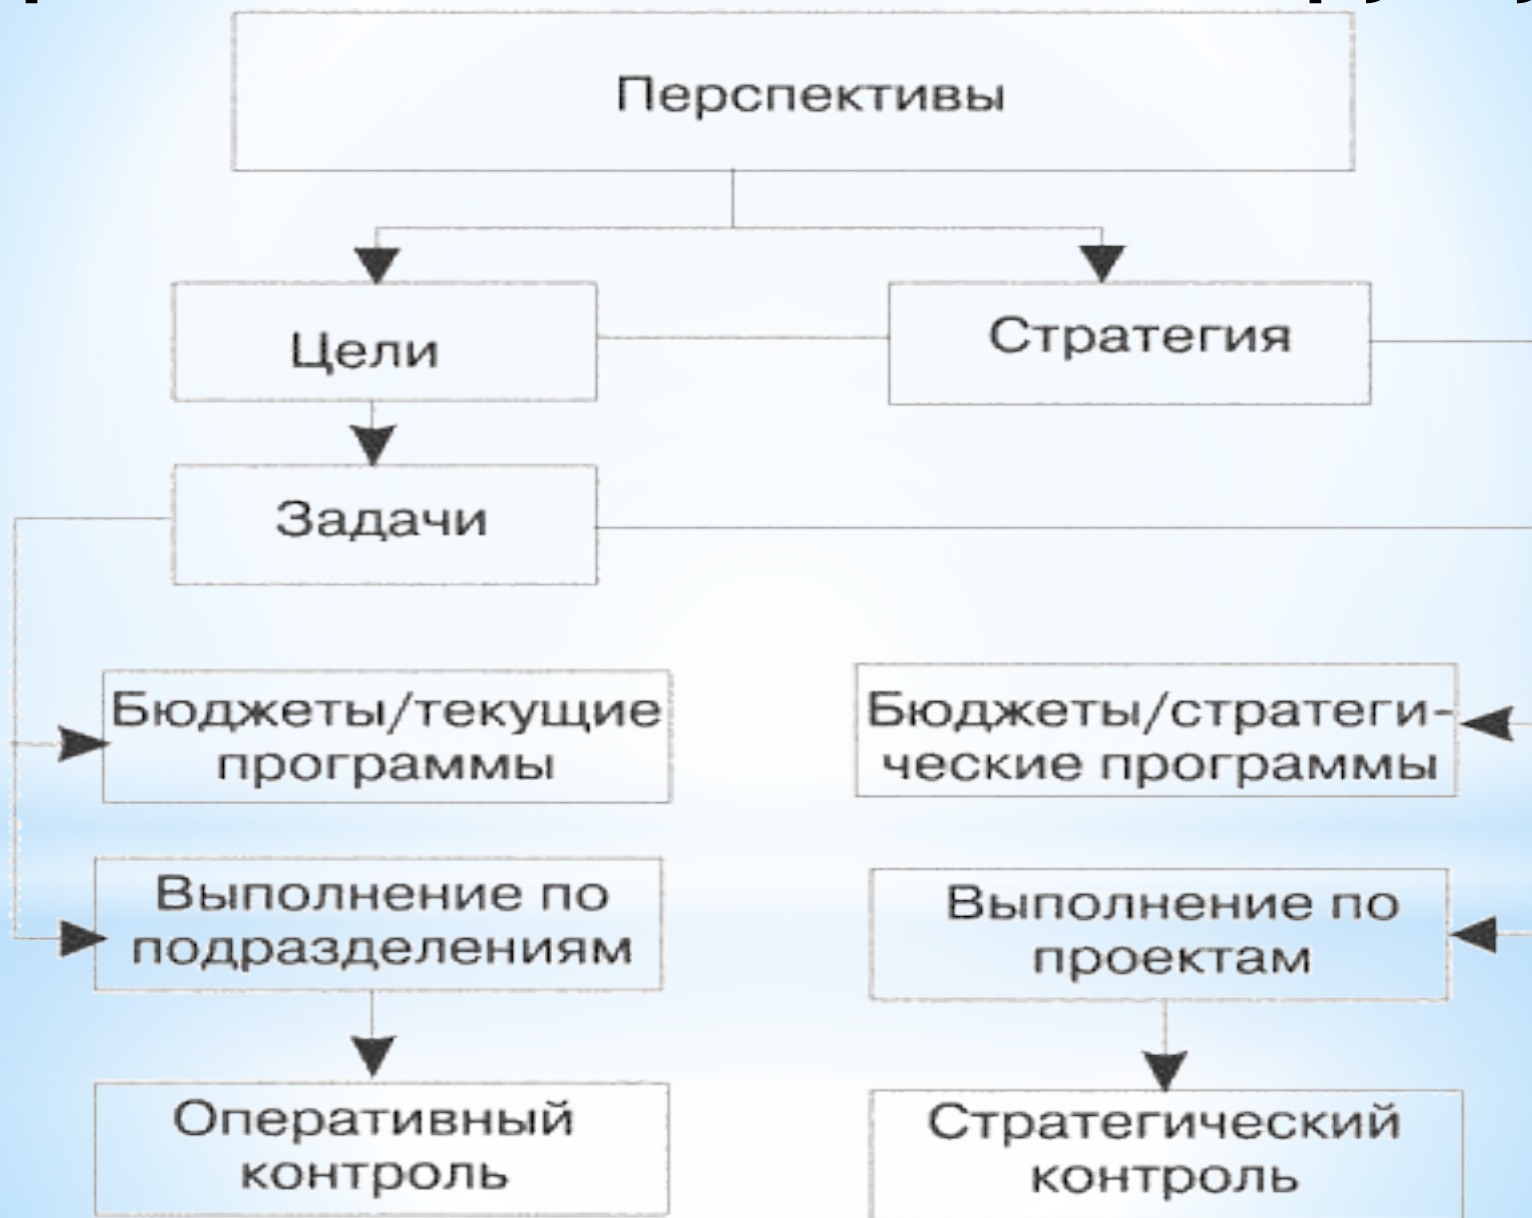 Перспективы
Цели
Стратегия
Задачи
Бюджеты/текущие
программы
Бюджеты/стратеги-
ческие программы
Выполнение по
подразделениям
Выполнение по
проектам
Оперативный
контроль
Стратегический
контроль